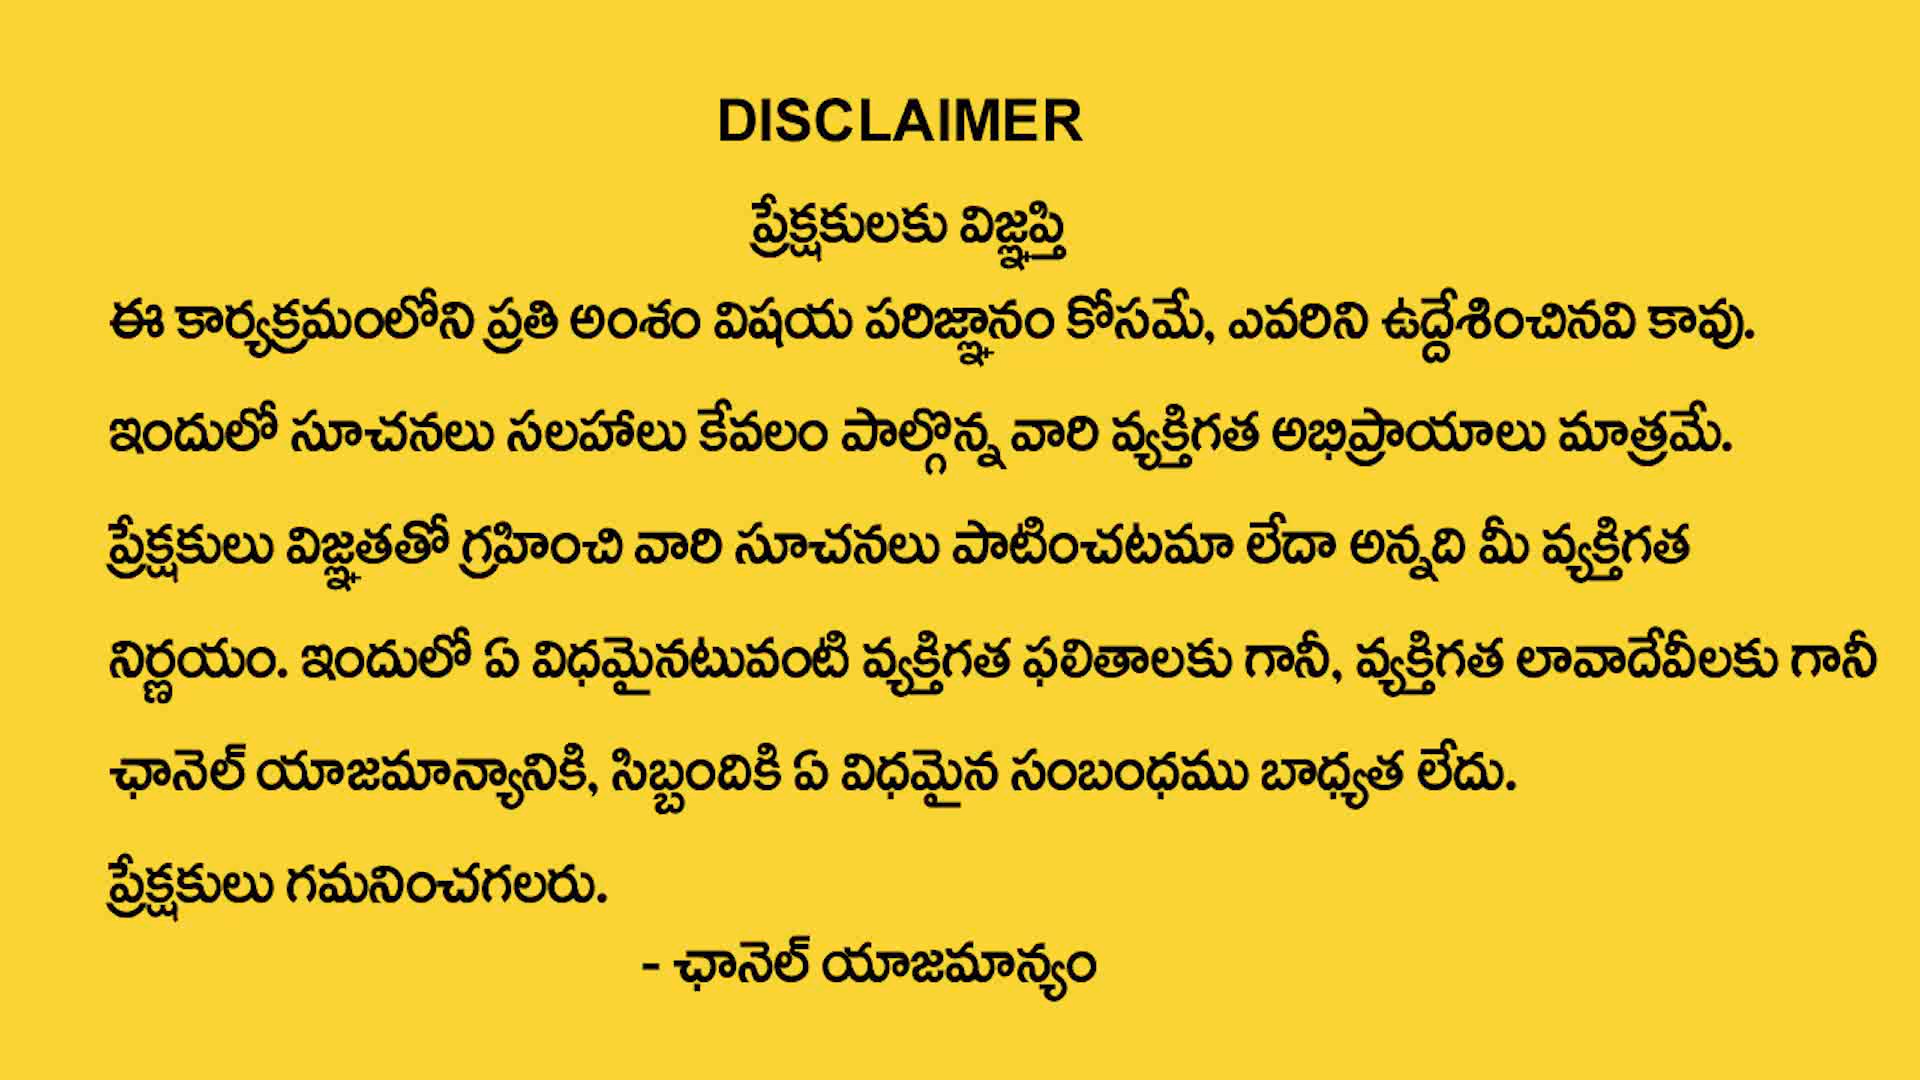 DISCLAIMER
ప్రేక్షకులకు విజ్ఞప్తి
ఈ కార్యక్రమంలోని ప్రతి అంశం విషయ పరిజ్ఞానం కోసమే, ఎవరిని ఉద్దేశించినవి కావు.
ఇందులో సూచనలు సలహాలు కేవలం పాల్గొన్న వారి వ్యక్తిగత అభిప్రాయాలు మాత్రమే.
ప్రేక్షకులు విజ్ఞతతో గ్రహించి వారి సూచనలు పాటించటమా లేదా అన్నది మీ వ్యక్తిగత
నిర్ణయం. ఇందులో ఏ విధమైనటువంటి వ్యక్తిగత ఫలితాలకు గానీ, వ్యక్తిగత లావాదేవీలకు గానీ
ఛానెల్ యాజమాన్యానికి, సిబ్బందికి ఏ విధమైన సంబంధము బాధ్యత లేదు.
ప్రేక్షకులు గమనించగలరు.
- ఛానెల్ యాజమాన్యం